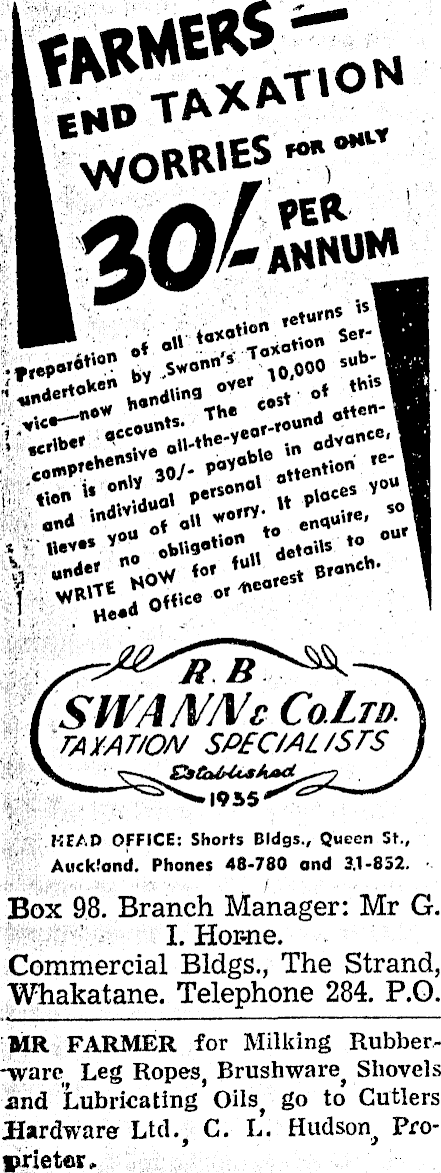 FARMERS —
END TAXATION
WORRIES FOR ONLY
30/- PER
ANNUM
Preparation of all taxation returns is
undertaken by Swann's Taxation Ser-
vice—now handling over 10,000 sub-
scriber accounts. The cost of this
comprehensive all-the-year-round atten-
tion is only 30/- payable in advance,
and individual personal attention re-
lieves you of all worry. It places you
under no obligation to enquire, so
WRITE NOW for full details to our
Head Office or nearest Branch.
R. B.
SWANN & Co. LTD.
TAXATION SPECIALISTS
Established
1935
HEAD OFFICE: Shorts Bldgs., Queen St.,
Auckland. Phones 48-780 and 31-852.
Box 98. Branch Manager: Mr G.
I. Horne.
Commercial Bldgs., The Strand,
Whakatane. Telephone 284. P.O.
MR FARMER for Milking Rubber-
ware, Leg Ropes, Brushware, Shovels
and Lubricating Oils, go to Cutlers
Hardware Ltd., C. L. Hudson, Pro-
prietor.